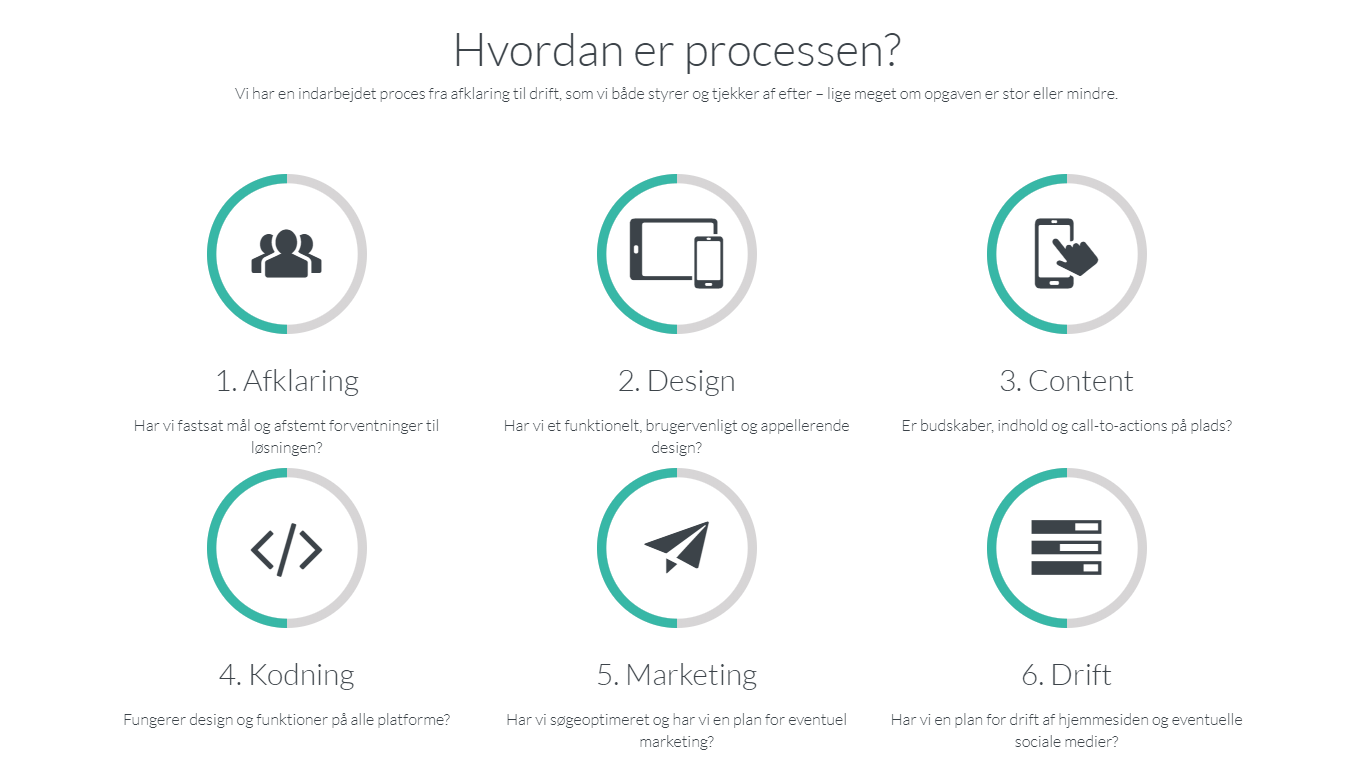 Hvordan er processen?
Vi har en indarbejdet proces fra afklaring til drift, som vi både styrer og tjekker af efter – lige meget om opgaven er stor eller mindre.
1. Afklaring
Har vi fastsat mål og afstemt forventninger til
løsningen?
2. Design
Har vi et funktionelt, brugervenligt og appellerende
design?
3. Content
Er budskaber, indhold og call-to-actions på plads?
4. Kodning
Fungerer design og funktioner på alle platforme?
5. Marketing
Har vi søgeoptimeret og har vi en plan for eventuel
marketing?
6. Drift
Har vi en plan for drift af hjemmesiden og eventuelle
sociale medier?